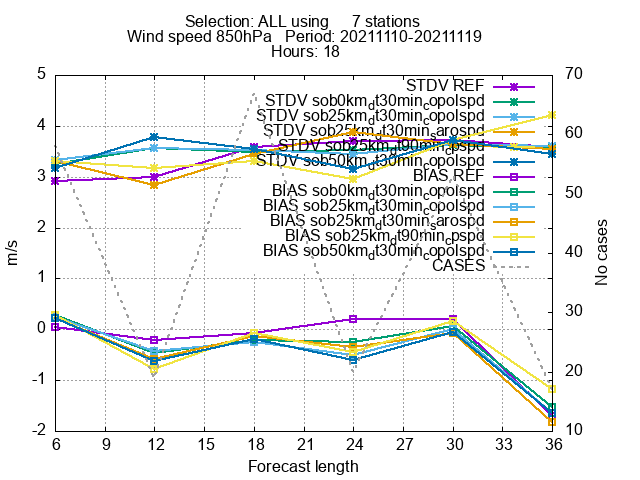 Selection: ALL using 7 stations
Wind speed 850hPa Period: 20211110-20211119
Hours: 18
STDV REF
STDV sob0km_dt30min_copolspd
STDV sob25km_dt30min_copolspd
STDV sob25km_dt30min_sarospd
STDV sob25km_dt90min_pspd
STDV sob50km_dt30min_copolspd
BIAS REF
BIAS sob0km_dt30min_copolspd
BIAS sob25km_dt30min_copolspd
BIAS sob25km_dt30min_sarospd
BIAS sob25km_dt90min_cpspd
BIAS sob50km_dt30min_copolspd
CASES
5
4
3
2
1
0
-1
-2
m/s
70
60
50
40
30
20
10
No cases
6 9 12 15 18 21 24 27 30 33 36
Forecast length